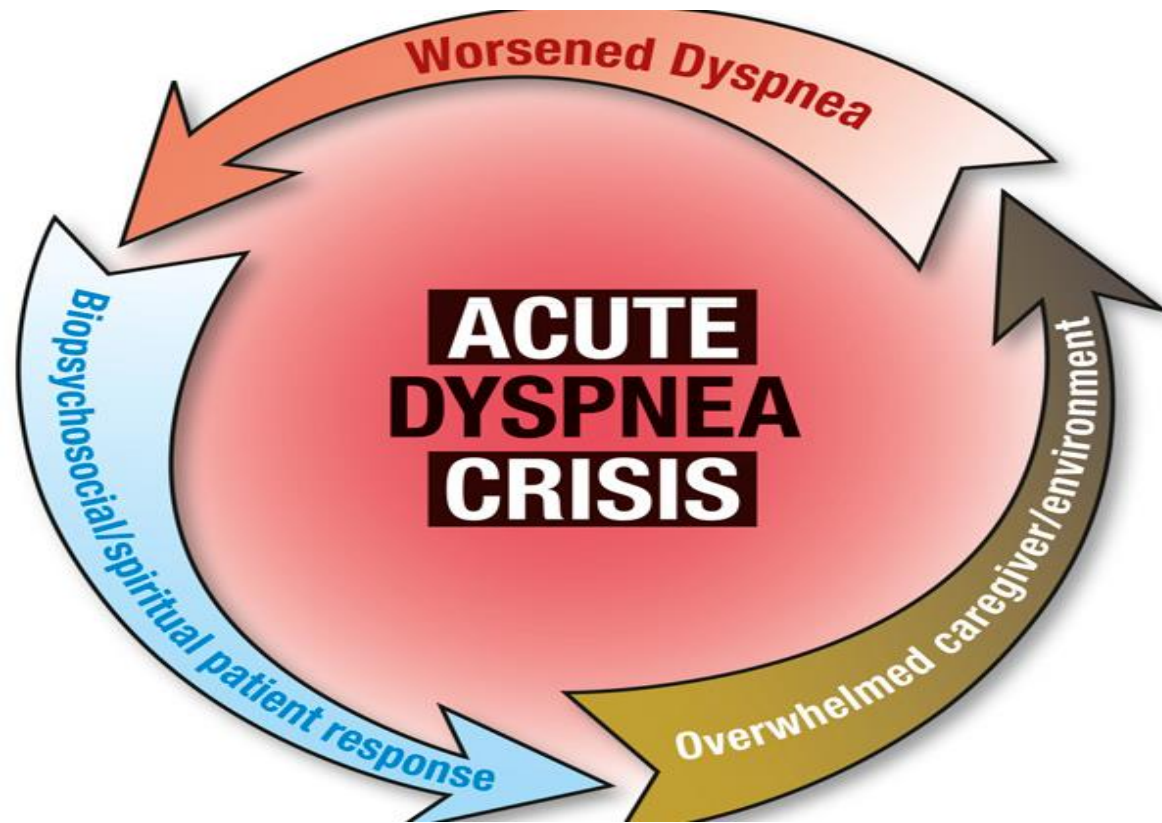 Worsened Dyspnea
ACUTE
DYSPNEA
CRISIS
Biopsychosocial/spiritual patient response
Overwhelmed caregiver/environment